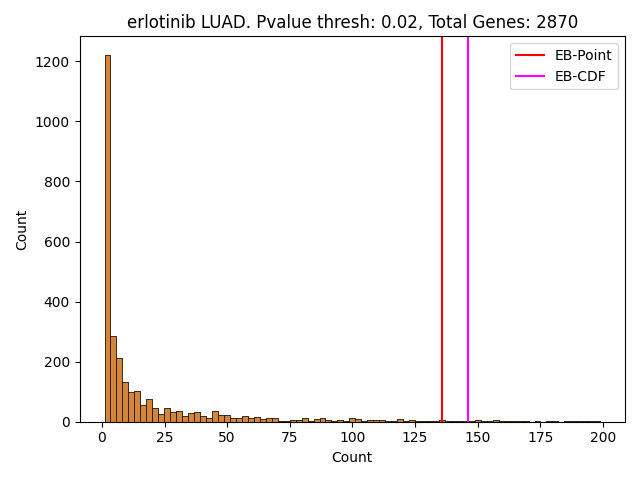 erlotinib LUAD. Pvalue thresh: 0.02, Total Genes: 2870
EB-Point
EB-CDF
1200
1000
800
600
400
200
0
Count
0 25 50 75 100 125 150 175 200
Count